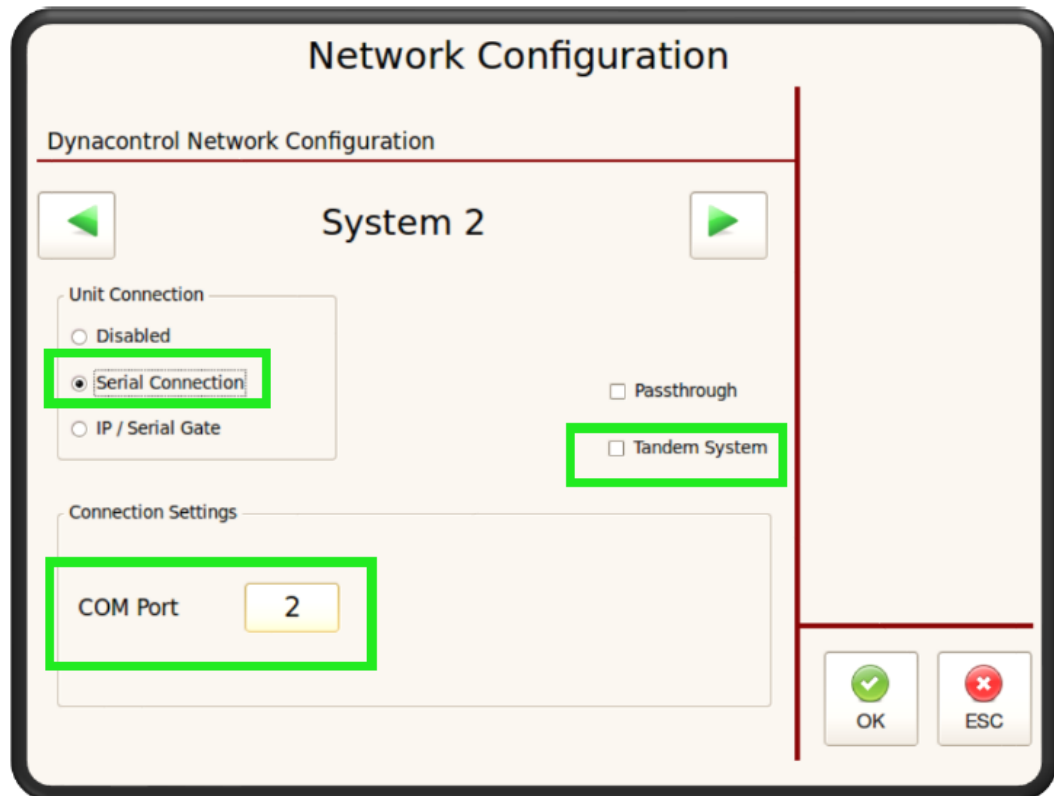 Network Configuration
Dynacontrol Network Configuration
System 2
Unit Connection
Disabled
Serial Connection
IP / Serial Gate
Passthrough
Tandem System
Connection Settings
COM Port 2
OK ESC